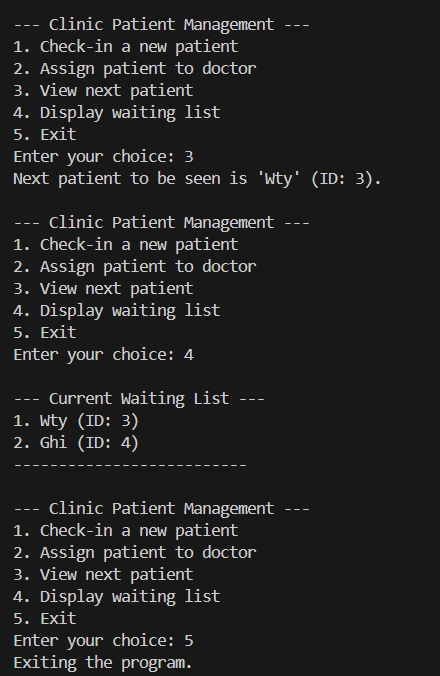 --- Clinic Patient Management ---
1. Check-in a new patient
2. Assign patient to doctor
3. View next patient
4. Display waiting list
5. Exit
Enter your choice: 3
Next patient to be seen is 'Wty' (ID: 3).

--- Clinic Patient Management ---
1. Check-in a new patient
2. Assign patient to doctor
3. View next patient
4. Display waiting list
5. Exit
Enter your choice: 4

--- Current Waiting List ---
1. Wty (ID: 3)
2. Ghi (ID: 4)
--------------------------

--- Clinic Patient Management ---
1. Check-in a new patient
2. Assign patient to doctor
3. View next patient
4. Display waiting list
5. Exit
Enter your choice: 5
Exiting the program.